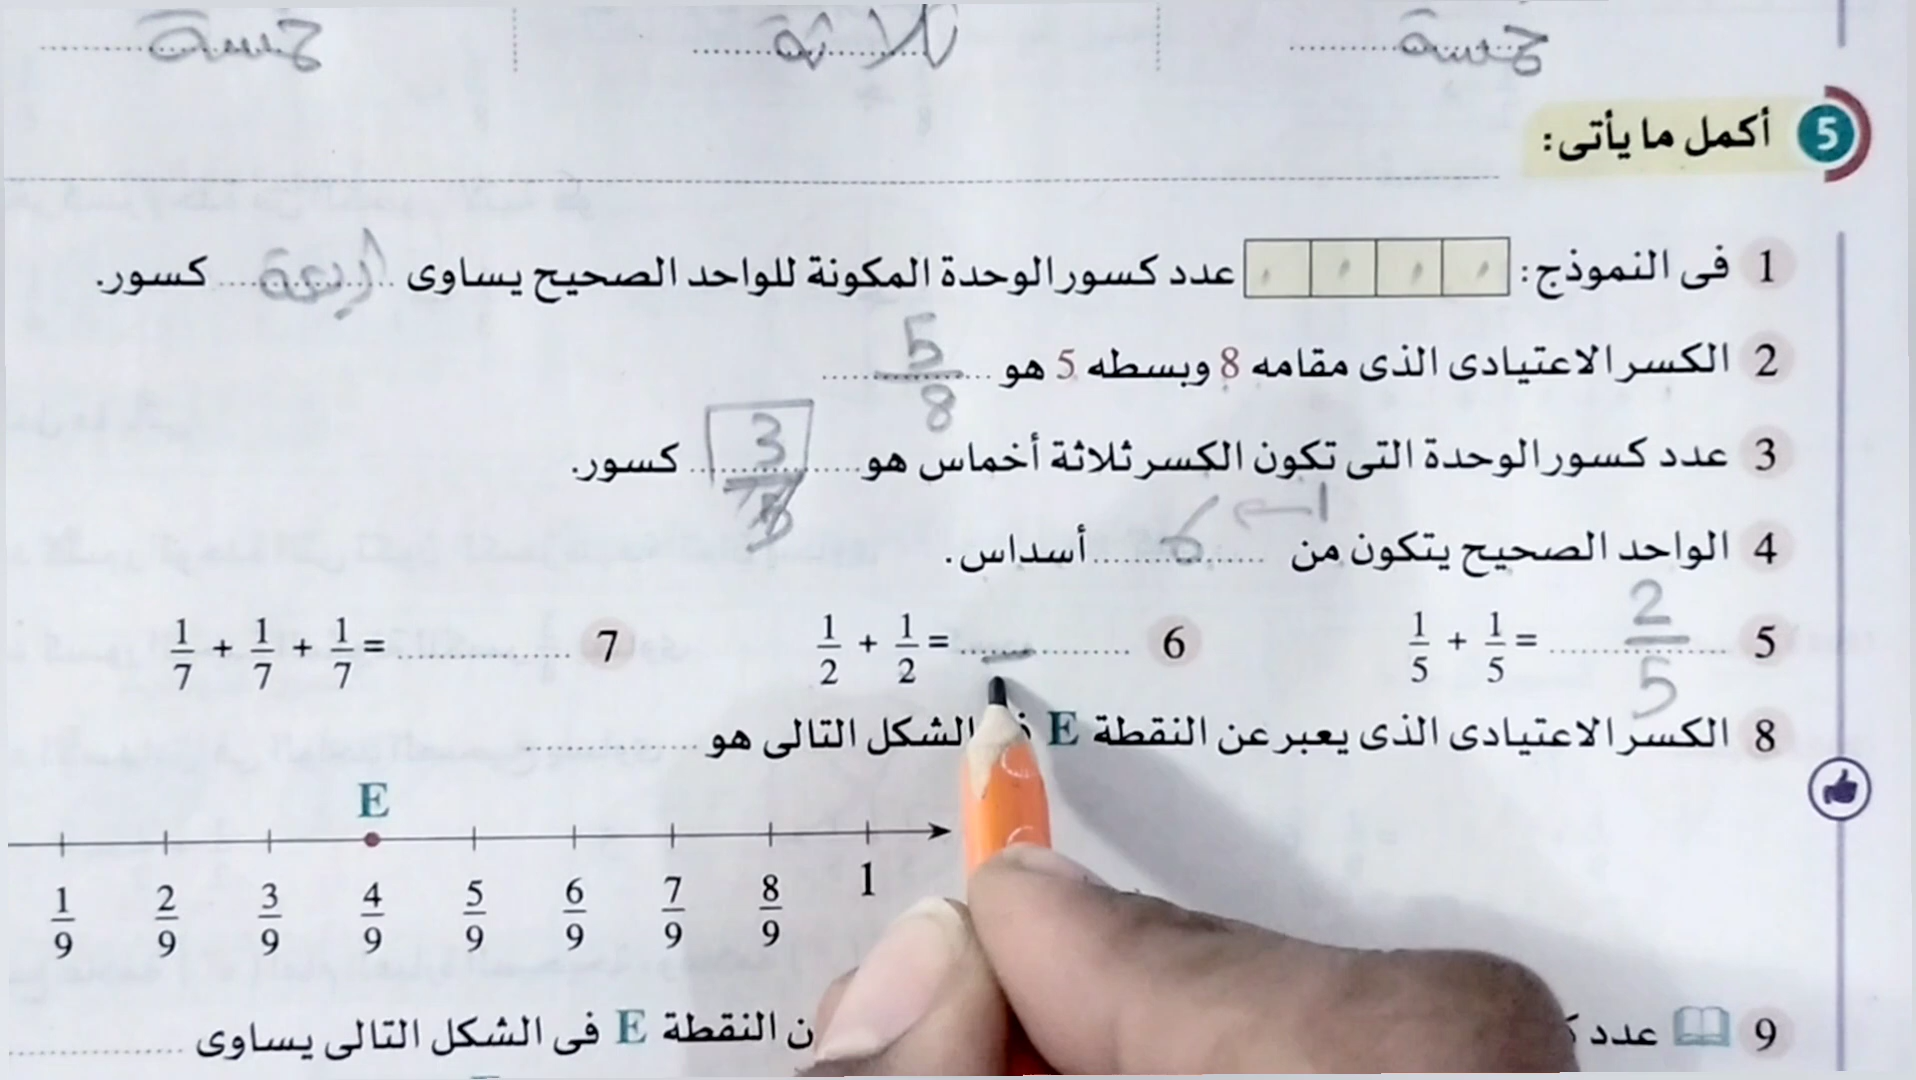 خمسة ثلاثة خمسة
5 أكمل ما يأتى:
1 فى النموذج: عدد كسور الوحدة المكونة للواحد الصحيح يساوى أربعة كسور.
2 الكسر الاعتيادى الذى مقامه 8 وبسطه 5 هو 5/8
3 عدد كسور الوحدة التى تكون الكسر ثلاثة أخماس هو 3 كسور.
4 الواحد الصحيح يتكون من 6 أسداس.
5 1/5 + 1/5 = 2/5
6 1/2 + 1/2 =
7 1/7 + 1/7 + 1/7 =
8 الكسر الاعتيادى الذى يعبر عن النقطة E الشكل التالى هو
E
1/9 2/9 3/9 4/9 5/9 6/9 7/9 8/9 1
9 عدد النقطة E فى الشكل التالى يساوى